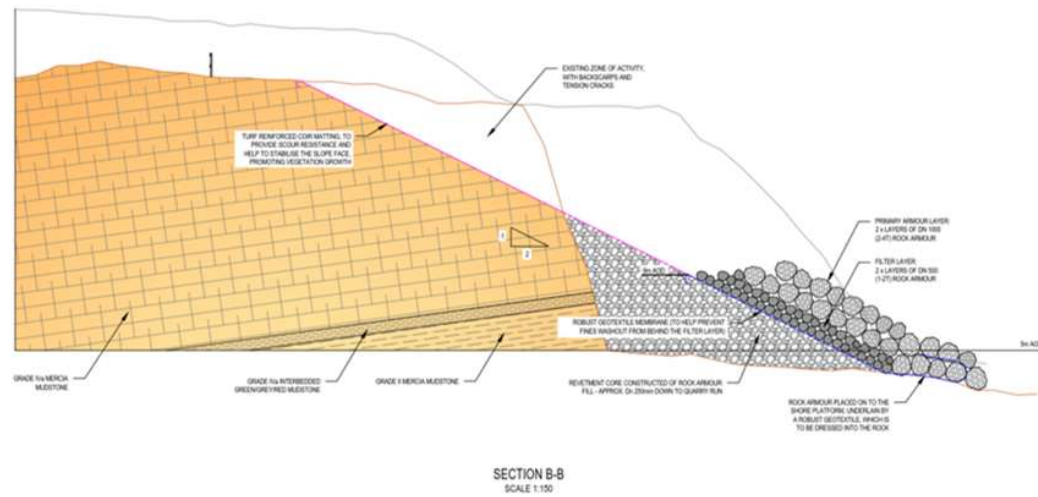 EXISTING ZONE OF ACTIVITY,
WITH BACKSCARPS AND
TENSION CRACKS
TURF REINFORCED COIR MATTING, TO
PROVIDE SCOUR RESISTANCE AND
HELP TO STABILISE THE SLOPE FACE,
PROMOTING VEGETATION GROWTH
PRIMARY ARMOUR LAYER:
2 x LAYERS OF DN 1000
(2-4T) ROCK ARMOUR
FILTER LAYER:
2 x LAYERS OF DN 500
(1-2T) ROCK ARMOUR
1
2
9m AOD
ROBUST GEOTEXTILE MEMBRANE (TO HELP PREVENT
FINES WASHOUT FROM BEHIND THE FILTER LAYER)
5m AO
GRADE IVa MERCIA
MUDSTONE
GRADE IVa INTERBEDDED
GREEN/GREY/RED MUDSTONE
GRADE II MERCIA MUDSTONE
REVETMENT CORE CONSTRUCTED OF ROCK ARMOUR
FILL - APPROX. Dn 250mm DOWN TO QUARRY RUN
ROCK ARMOUR PLACED ON TO THE
SHORE PLATFORM, UNDERLAIN BY
A ROBUST GEOTEXTILE, WHICH IS
TO BE DRESSED INTO THE ROCK
SECTION B-B
SCALE 1:150